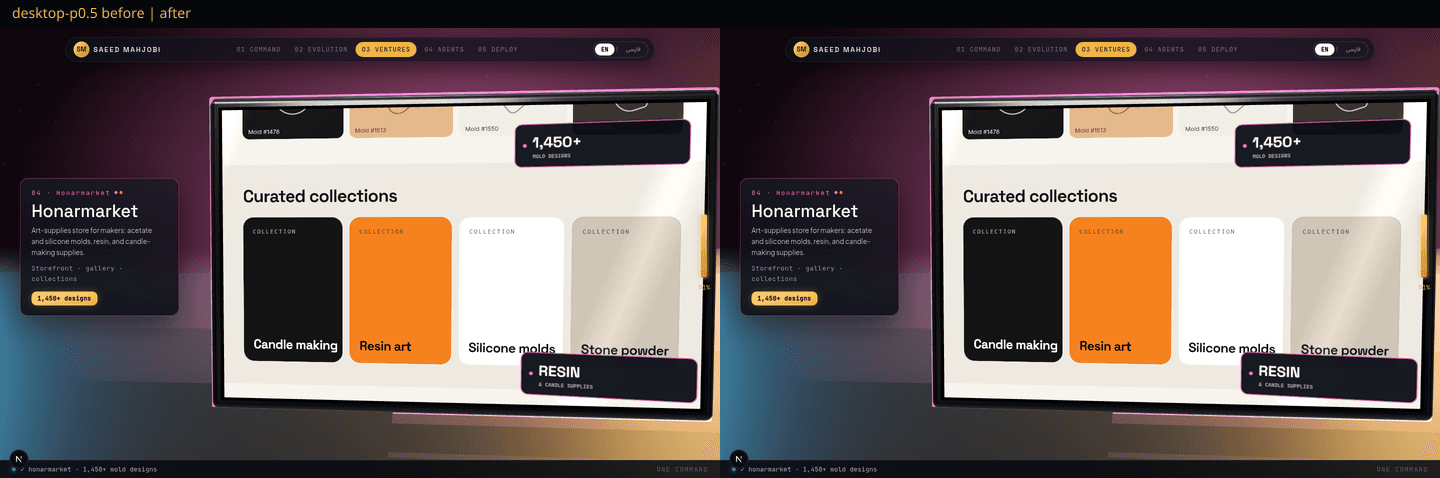 desktop-p0.5 before | after
SM SAEED MAHJOBI 01 COMMAND 02 EVOLUTION 03 VENTURES 04 AGENTS 05 DEPLOY EN فارسی
Mold #1476 Mold #1513 Mold #1550
1,450+
MOLD DESIGNS
04 · Honarmarket
Honarmarket
Art-supplies store for makers: acetate
and silicone molds, resin, and candle-
making supplies.
Storefront · gallery ·
collections
1,450+ designs
Curated collections
COLLECTION COLLECTION COLLECTION COLLECTION
Candle making Resin art Silicone molds Stone powder
RESIN
& CANDLE SUPPLIES
N
✓ honarmarket · 1,450+ mold designs ONE COMMAND
SM SAEED MAHJOBI 01 COMMAND 02 EVOLUTION 03 VENTURES 04 AGENTS 05 DEPLOY EN فارسی
Mold #1476 Mold #1513 Mold #1550
1,450+
MOLD DESIGNS
04 · Honarmarket
Honarmarket
Art-supplies store for makers: acetate
and silicone molds, resin, and candle-
making supplies.
Storefront · gallery ·
collections
1,450+ designs
Curated collections
COLLECTION COLLECTION COLLECTION COLLECTION
Candle making Resin art Silicone molds Stone powder
RESIN
& CANDLE SUPPLIES
N
✓ honarmarket · 1,450+ mold designs ONE COMMAND